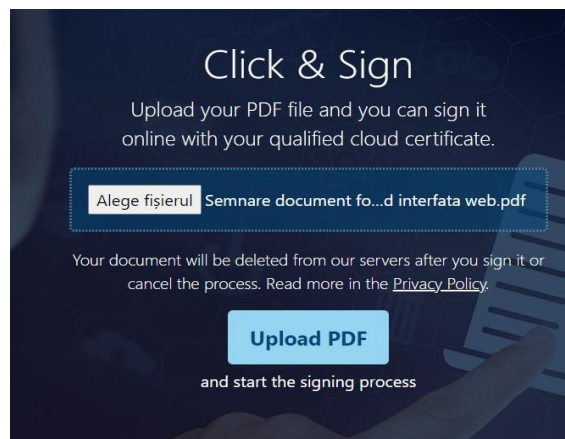 Click & Sign
Upload your PDF file and you can sign it
online with your qualified cloud certificate.
Alege fișierul Semnare document fo...d interfata web.pdf
Your document will be deleted from our servers after you sign it or
cancel the process. Read more in the Privacy Policy.
Upload PDF
and start the signing process